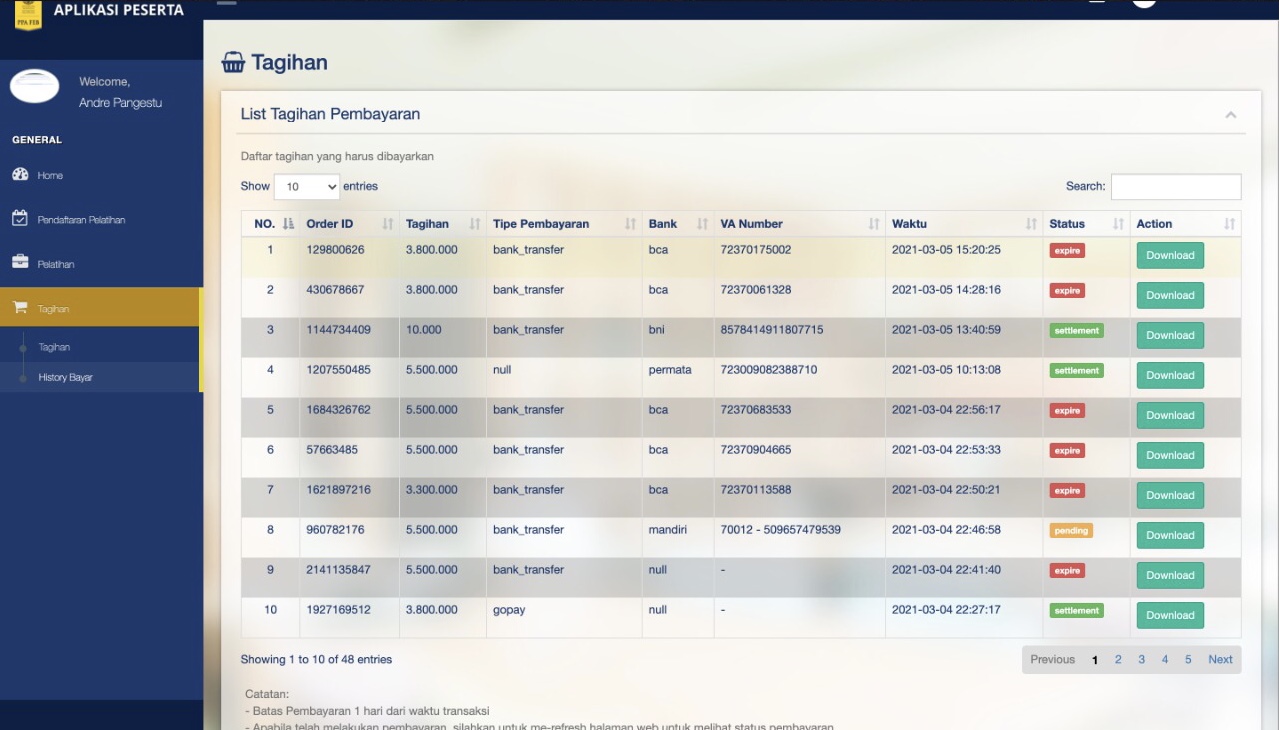 PPA FEB
APLIKASI PESERTA
Welcome,
Andre Pangestu
GENERAL
Home
Pendaftaran Pelatihan
Pelatihan
Tagihan
Tagihan
History Bayar
Tagihan
List Tagihan Pembayaran
Daftar tagihan yang harus dibayarkan
Show 10 entries Search:
NO. Order ID Tagihan Tipe Pembayaran Bank VA Number Waktu Status Action
1 129800626 3.800.000 bank_transfer bca 72370175002 2021-03-05 15:20:25 expire Download
2 430678667 3.800.000 bank_transfer bca 72370061328 2021-03-05 14:28:16 expire Download
3 1144734409 10.000 bank_transfer bni 8578414911807715 2021-03-05 13:40:59 settlement Download
4 1207550485 5.500.000 null permata 723009082388710 2021-03-05 10:13:08 settlement Download
5 1684326762 5.500.000 bank_transfer bca 72370683533 2021-03-04 22:56:17 expire Download
6 57663485 5.500.000 bank_transfer bca 72370904665 2021-03-04 22:53:33 expire Download
7 1621897216 3.300.000 bank_transfer bca 72370113588 2021-03-04 22:50:21 expire Download
8 960782176 5.500.000 bank_transfer mandiri 70012 - 509657479539 2021-03-04 22:46:58 pending Download
9 2141135847 5.500.000 bank_transfer null - 2021-03-04 22:41:40 expire Download
10 1927169512 3.800.000 gopay null - 2021-03-04 22:27:17 settlement Download
Showing 1 to 10 of 48 entries Previous 1 2 3 4 5 Next
Catatan:
- Batas Pembayaran 1 hari dari waktu transaksi
- Apabila telah melakukan pembayaran, silahkan untuk me-refresh halaman web untuk melihat status pembayaran